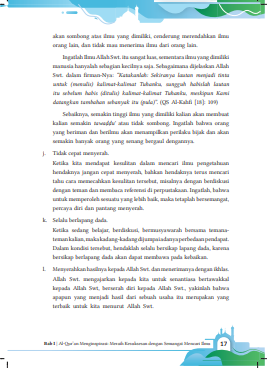 akan sombong atas ilmu yang dimiliki, cenderung merendahkan ilmu
orang lain, dan tidak mau menerima ilmu dari orang lain.
Ingatlah Ilmu Allah Swt. itu sangat luas, sementara ilmu yang dimiliki
manusia hanyalah sebagian kecilnya saja. Sebagaimana dijelaskan Allah
Swt. dalam firman-Nya: "Katakanlah: Sekiranya lautan menjadi tinta
untuk (menulis) kalimat-kalimat Tuhanku, sungguh habislah lautan
itu sebelum habis (ditulis) kalimat-kalimat Tuhanku, meskipun Kami
datangkan tambahan sebanyak itu (pula)". (QS Al-Kahfi [18]: 109)
Sebaiknya, semakin tinggi ilmu yang dimiliki kalian akan membuat
kalian semakin tawaddu' atau tidak sombong. Ingatlah bahwa orang
yang beriman dan berilmu akan menampilkan perilaku bijak dan akan
semakin banyak orang yang senang bergaul dengannya.
j. Tidak cepat menyerah.
Ketika kita mendapat kesulitan dalam mencari ilmu pengetahuan
hendaknya jangan cepat menyerah, bahkan hendaknya terus mencari
tahu cara memecahkan kesulitan tersebut, misalnya dengan berdiskusi
dengan teman dan membaca referensi di perpustakaan. Ingatlah, bahwa
untuk memperoleh sesuatu yang lebih baik, maka tetaplah bersemangat,
percaya diri dan pantang menyerah.
k. Selalu berlapang dada.
Ketika sedang belajar, berdiskusi, bermusyawarah bersama teman-
teman kalian, maka kadang-kadang dijumpai adanya perbedaan pendapat.
Dalam kondisi tersebut, hendaklah selalu bersikap lapang dada, karena
bersikap berlapang dada akan dapat membawa pada kebaikan.
l. Menyerahkan hasilnya kepada Allah Swt. dan menerimanya dengan ikhlas.
Allah Swt. mengajarkan kepada kita untuk senantiasa bertawakkal
kepada Allah Swt. berserah diri kepada Allah Swt., yakinlah bahwa
apapun yang menjadi hasil dari sebuah usaha itu merupakan yang
terbaik untuk kita menurut Allah Swt.
Bab I | Al-Qur'an Menginspirasi: Meraih Kesuksesan dengan Semangat Mencari Ilmu
17